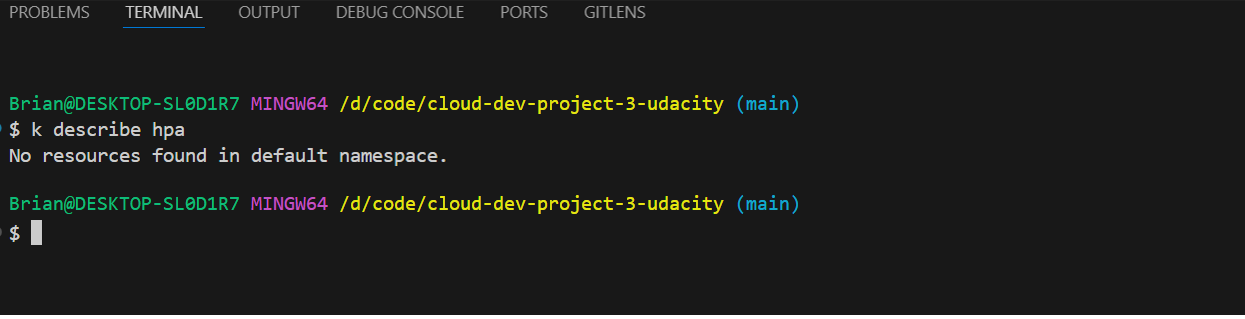 PROBLEMS TERMINAL OUTPUT DEBUG CONSOLE PORTS GITLENS
Brian@DESKTOP-SL0D1R7 MINGW64 /d/code/cloud-dev-project-3-udacity (main)
$ k describe hpa
No resources found in default namespace.
Brian@DESKTOP-SL0D1R7 MINGW64 /d/code/cloud-dev-project-3-udacity (main)
$